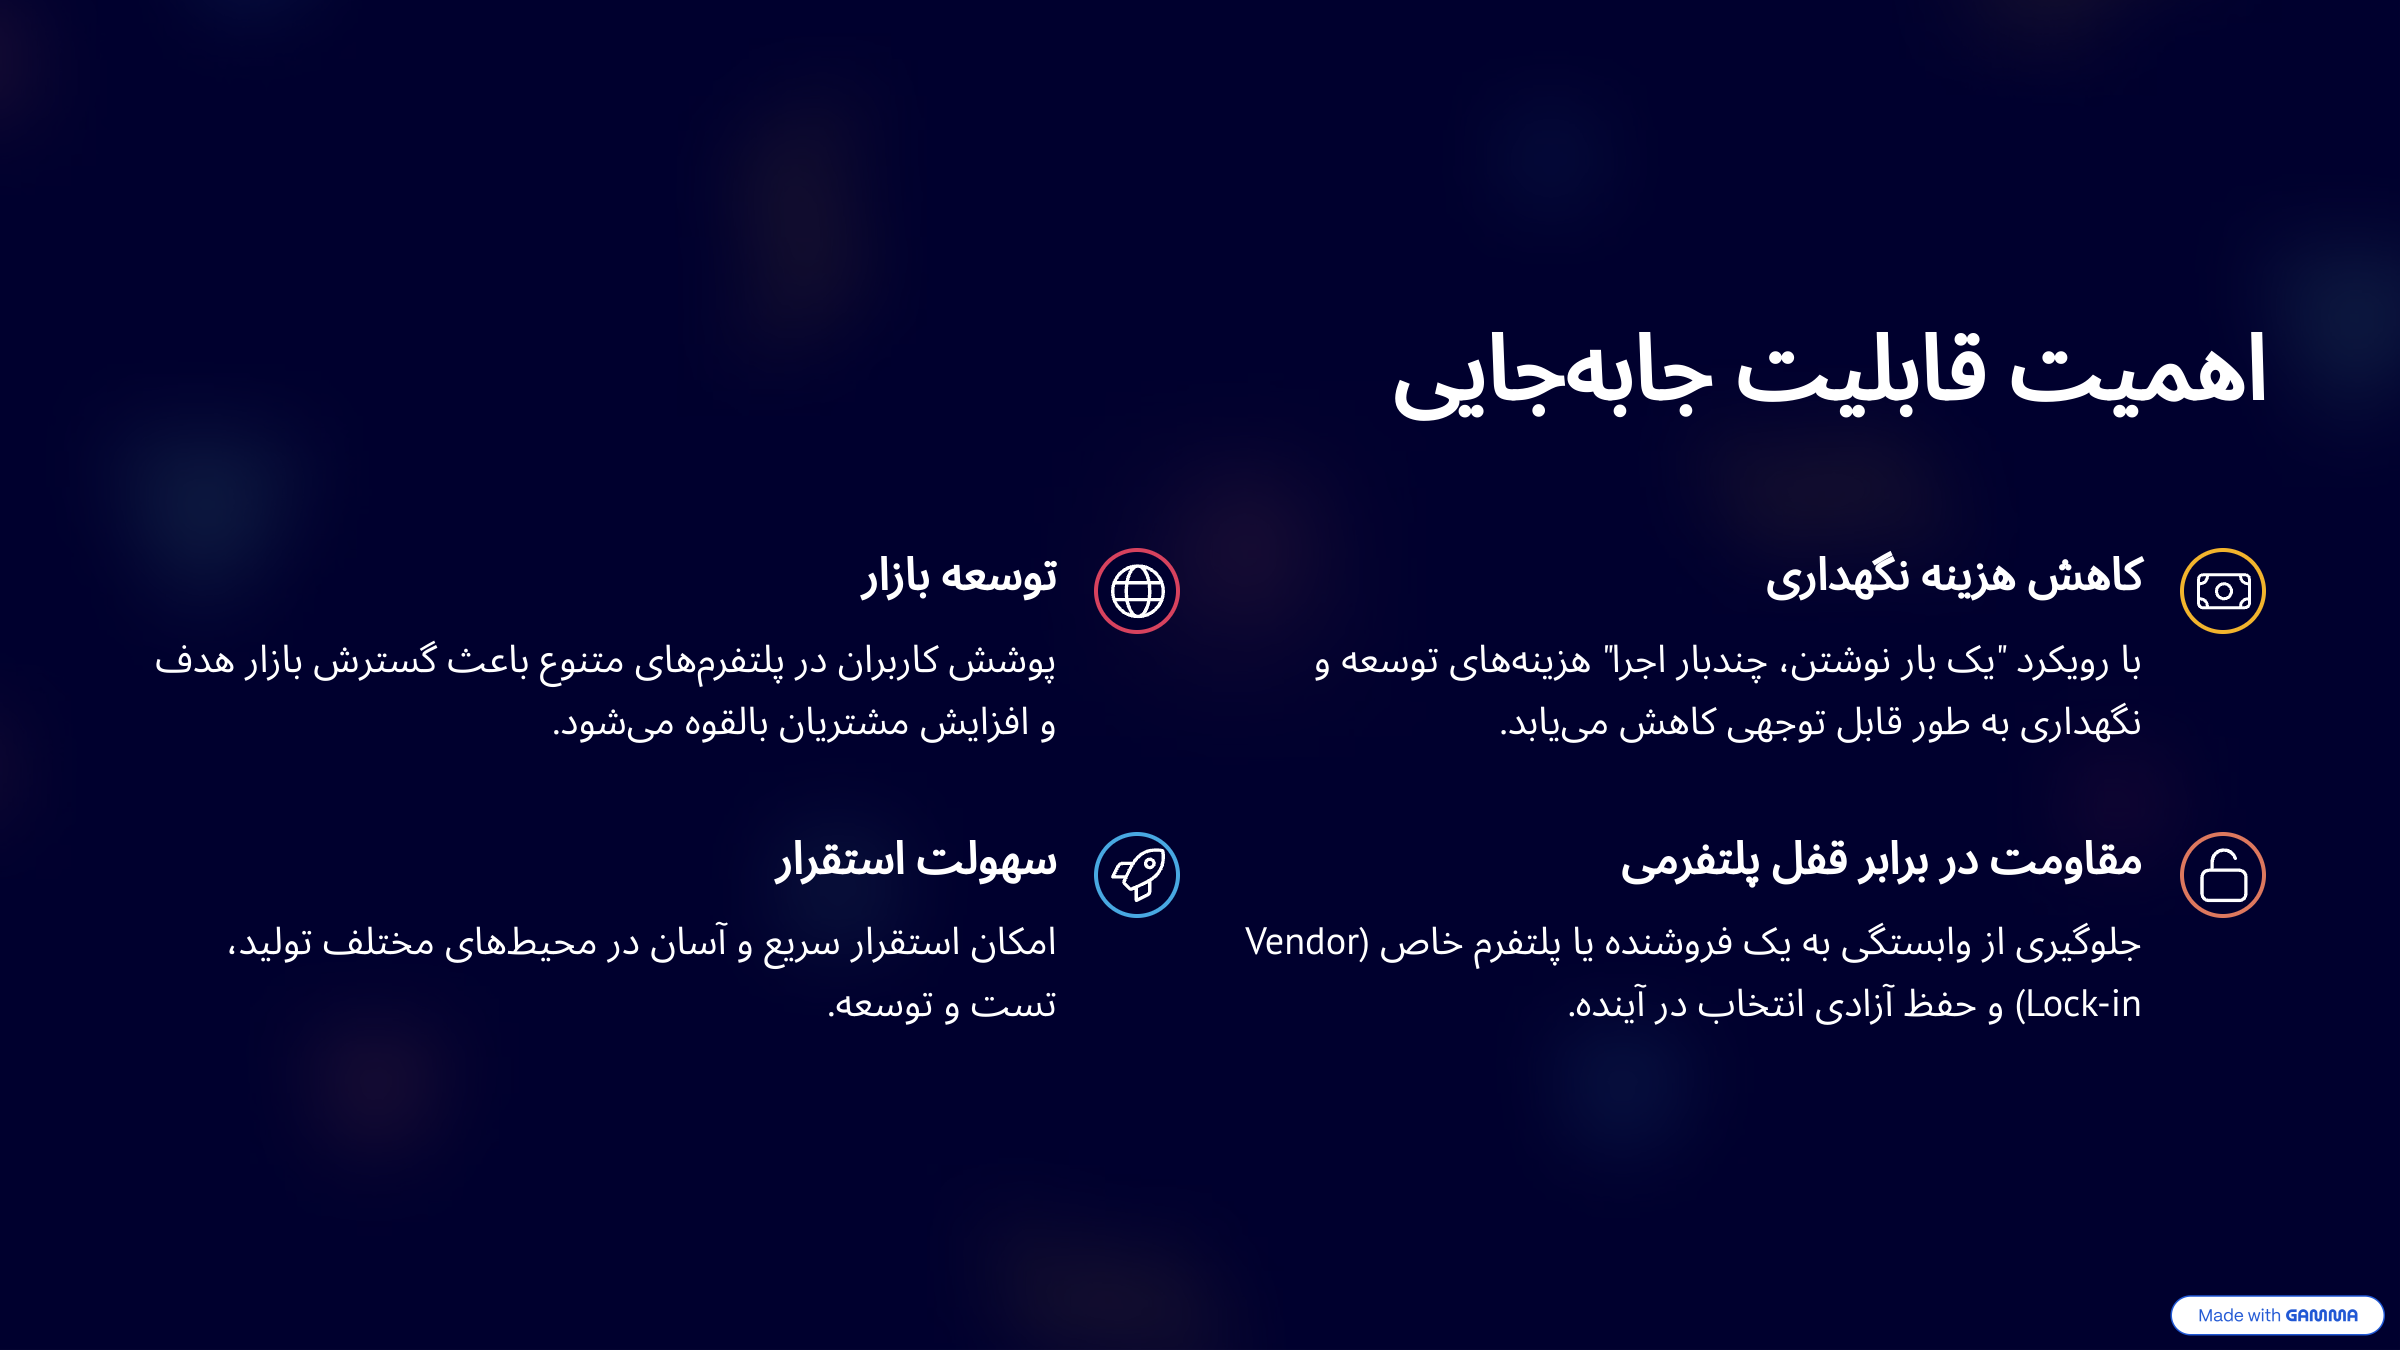 اهمیت قابلیت جابه‌جایی
کاهش هزینه نگهداری
با رویکرد "یک بار نوشتن، چندبار اجرا" هزینه‌های توسعه و
نگهداری به طور قابل توجهی کاهش می‌یابد.
توسعه بازار
پوشش کاربران در پلتفرم‌های متنوع باعث گسترش بازار هدف
و افزایش مشتریان بالقوه می‌شود.
مقاومت در برابر قفل پلتفرمی
جلوگیری از وابستگی به یک فروشنده یا پلتفرم خاص (Vendor
Lock-in) و حفظ آزادی انتخاب در آینده.
سهولت استقرار
امکان استقرار سریع و آسان در محیط‌های مختلف تولید،
تست و توسعه.
Made with GAMMA